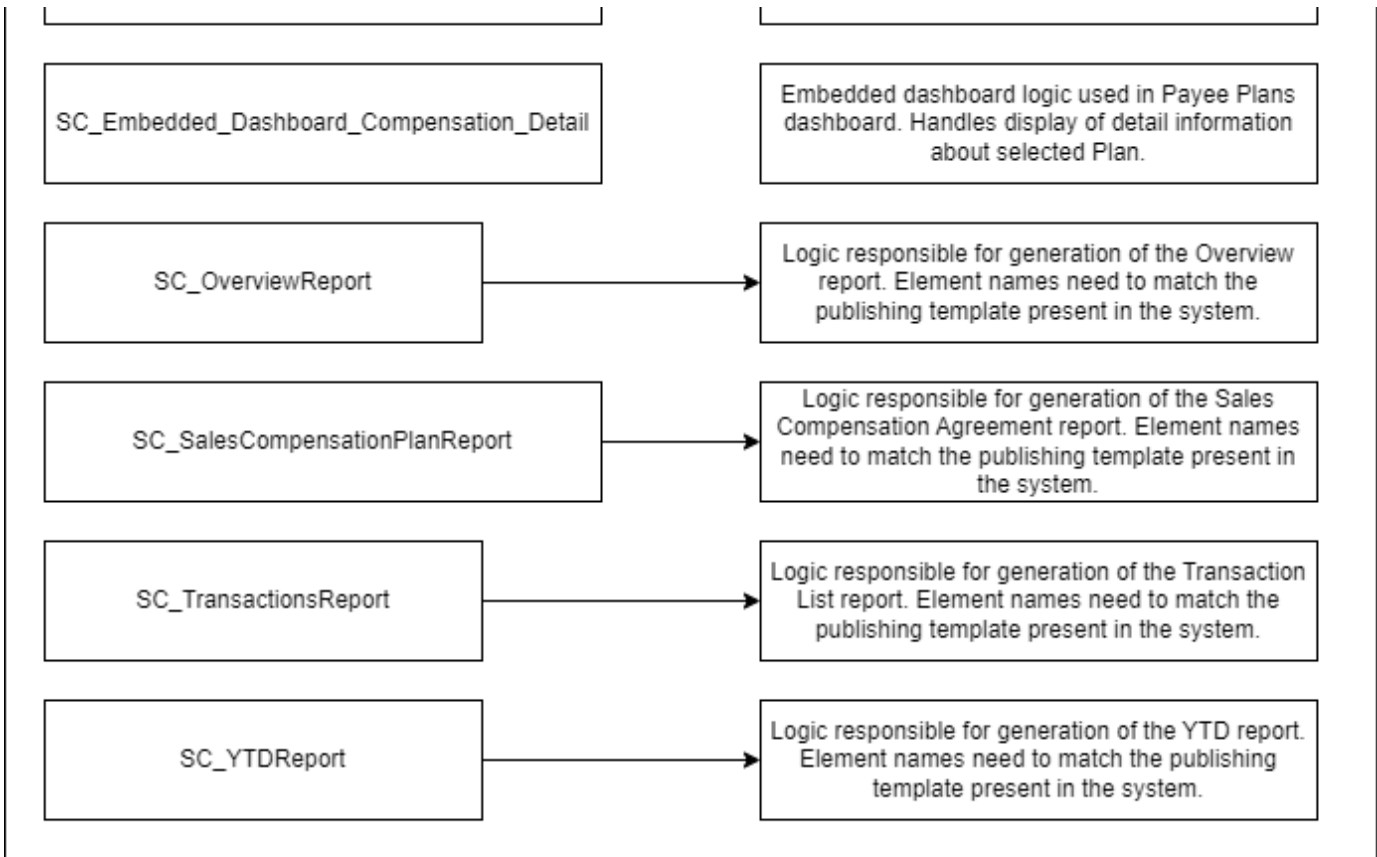 SC_Embedded_Dashboard_Compensation_Detail
Embedded dashboard logic used in Payee Plans
dashboard. Handles display of detail information
about selected Plan.
SC_OverviewReport
Logic responsible for generation of the Overview
report. Element names need to match the
publishing template present in the system.
SC_SalesCompensationPlanReport
Logic responsible for generation of the Sales
Compensation Agreement report. Element names
need to match the publishing template present in
the system.
SC_TransactionsReport
Logic responsible for generation of the Transaction
List report. Element names need to match the
publishing template present in the system.
SC_YTDReport
Logic responsible for generation of the YTD report.
Element names need to match the publishing
template present in the system.